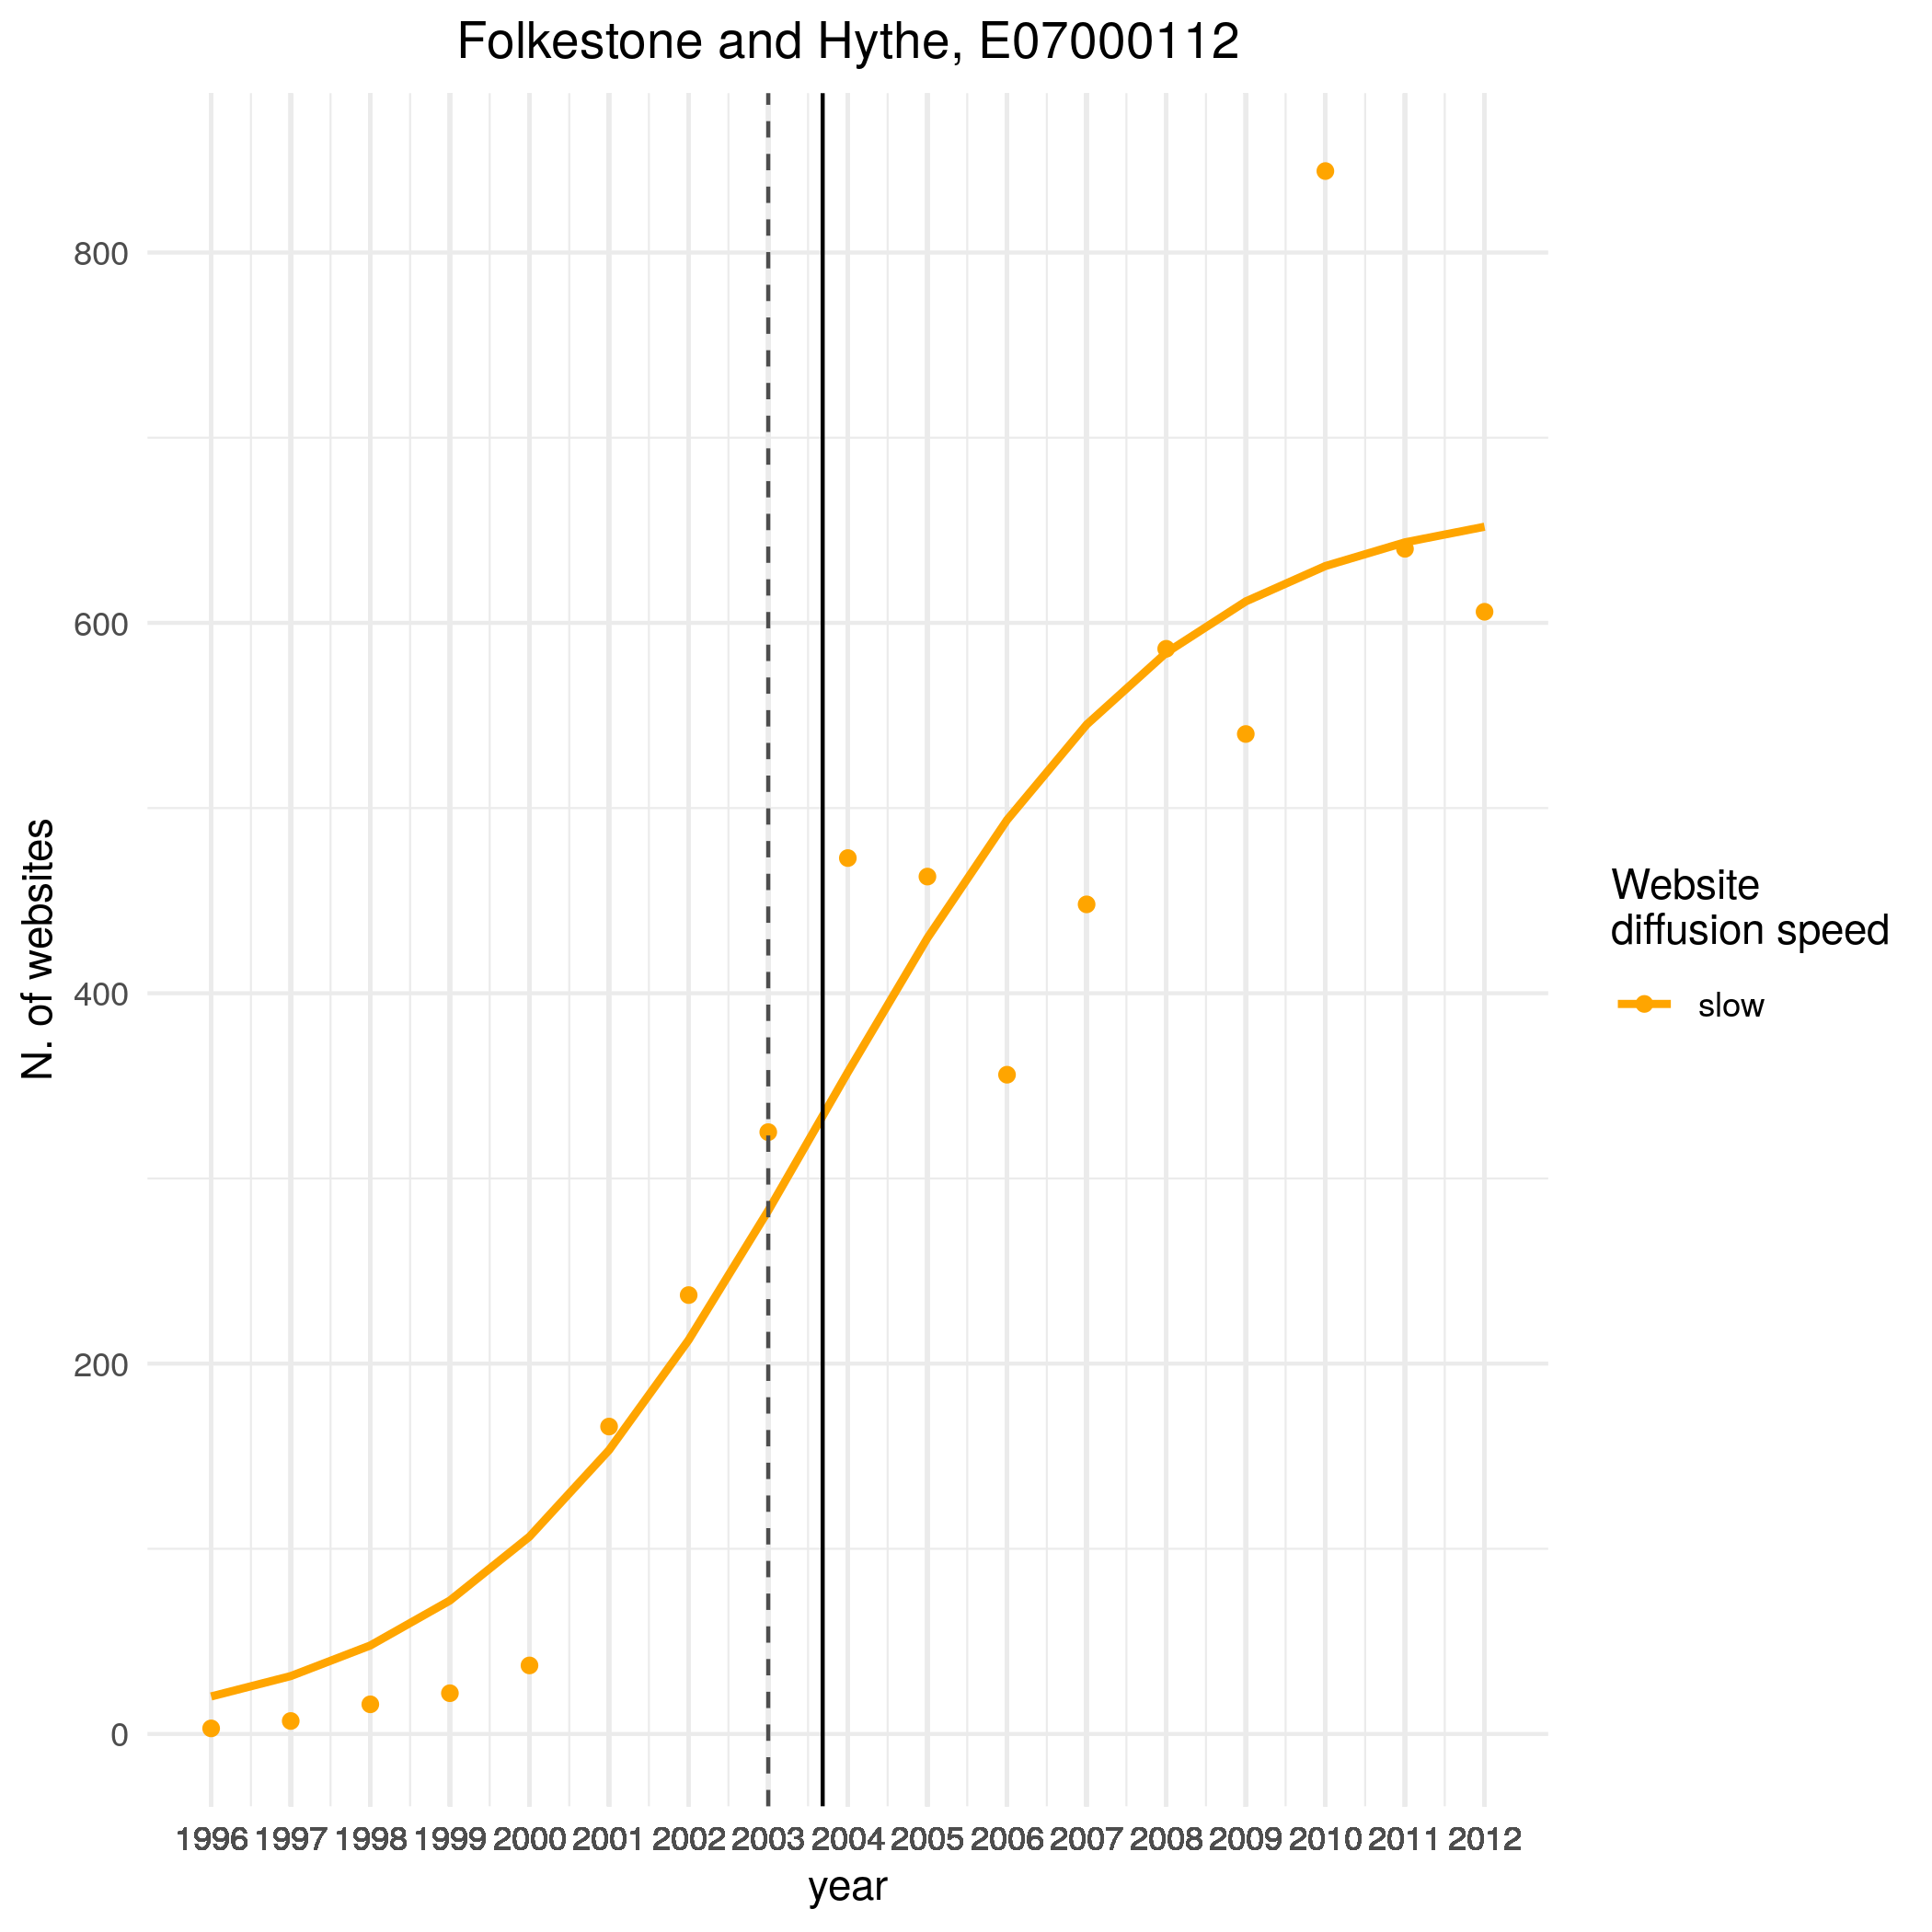 Folkestone and Hythe, E07000112
800
600
400
200
0
N. of websites
1996 1997 1998 1999 2000 2001 2002 2003 2004 2005 2006 2007 2008 2009 2010 2011 2012
year
Website
diffusion speed
slow